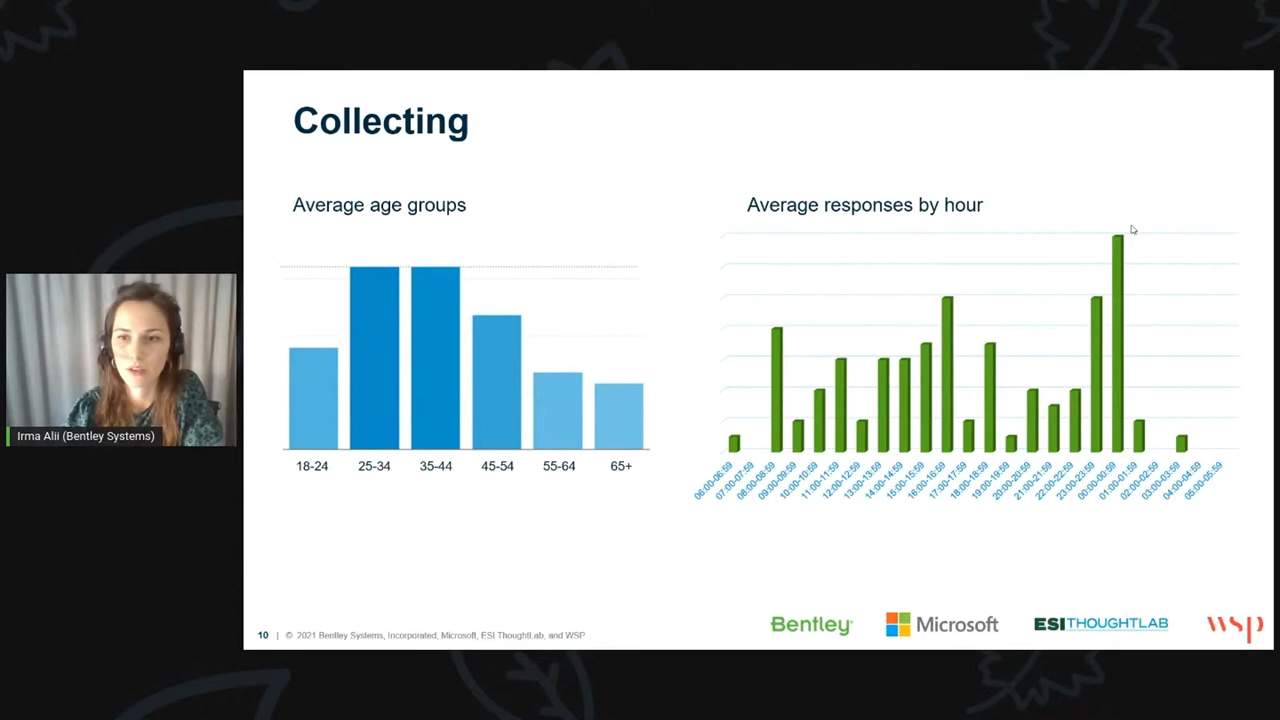 Collecting
Average age groups
Average responses by hour
18-24 25-34 35-44 45-54 55-64 65+
06:00-06:59 07:00-07:59 08:00-08:59 09:00-09:59 10:00-10:59 11:00-11:59 12:00-12:59 13:00-13:59 14:00-14:59 15:00-15:59 16:00-16:59 17:00-17:59 18:00-18:59 19:00-19:59 20:00-20:59 21:00-21:59 22:00-22:59 23:00-23:59 00:00-00:59 01:00-01:59 02:00-02:59 03:00-03:59 04:00-04:59 05:00-05:59
Irma Alii (Bentley Systems)
10 | © 2021 Bentley Systems, Incorporated, Microsoft, ESI ThoughtLab, and WSP
Bentley
Microsoft
ESITHOUGHTLAB
wsp